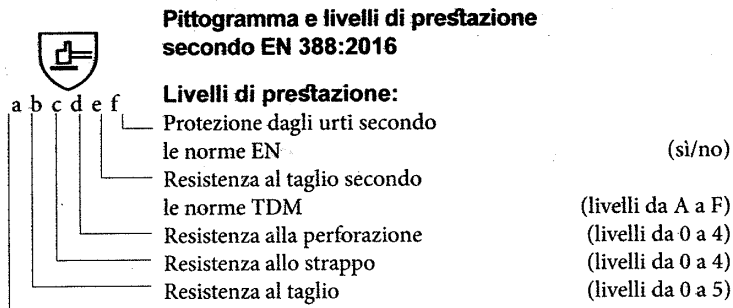 Pittogramma e livelli di prestazione
secondo EN 388:2016
Livelli di prestazione:
a b c d e f
Protezione dagli urti secondo
le norme EN (sì/no)
Resistenza al taglio secondo
le norme TDM (livelli da A a F)
Resistenza alla perforazione (livelli da 0 a 4)
Resistenza allo strappo (livelli da 0 a 4)
Resistenza al taglio (livelli da 0 a 5)